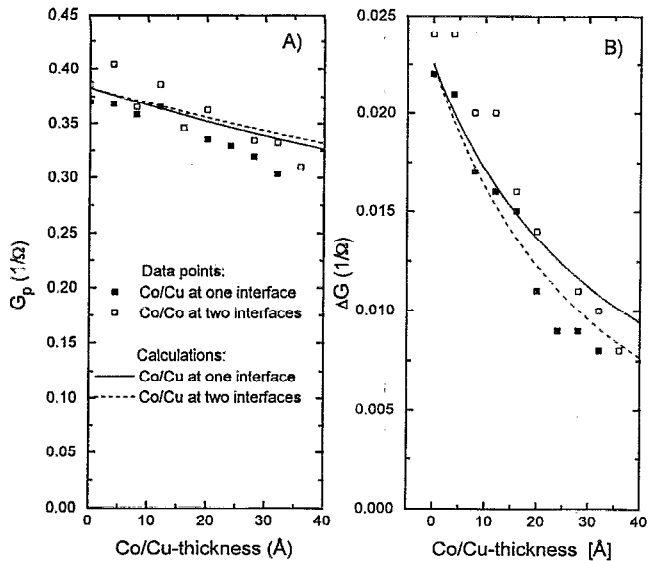 A)
0.45
0.40
0.35
0.30
0.25
0.20
0.35
0.40
0.45
0.00
G_p (1/Ω)
Data points:
Co/Cu at one interface
Co/Co at two interfaces
Calculations:
Co/Cu at one interface
Co/Cu at two interfaces
0 10 20 30 40
Co/Cu-thickness (Å)
B)
0.025
0.020
0.015
0.010
0.005
0.000
ΔG (1/Ω)
0 10 20 30 40
Co/Cu-thickness [Å]